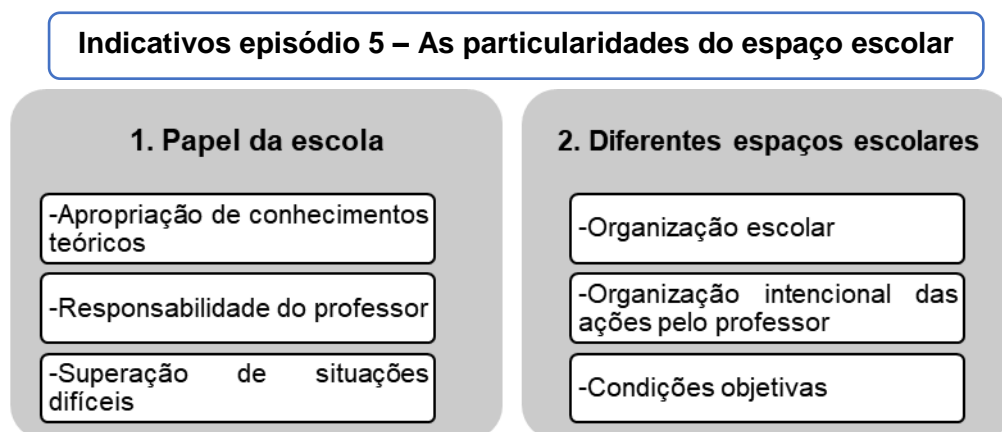 Indicativos episódio 5 – As particularidades do espaço escolar
1. Papel da escola
-Apropriação de conhecimentos
teóricos
-Responsabilidade do professor
-Superação de situações
difíceis
2. Diferentes espaços escolares
-Organização escolar
-Organização intencional das
ações pelo professor
-Condições objetivas